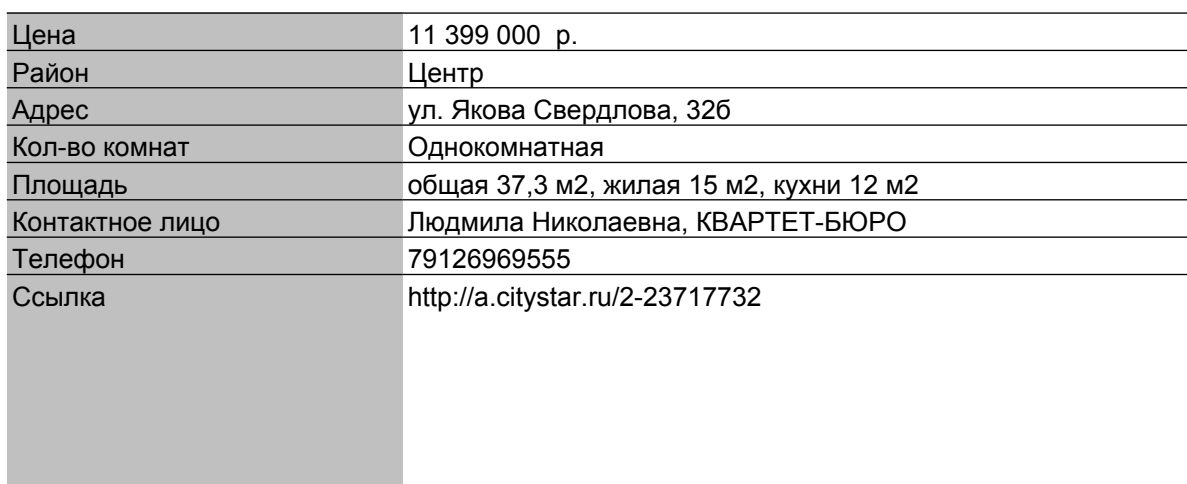 Цена 11 399 000 р.
Район Центр
Адрес ул. Якова Свердлова, 32б
Кол-во комнат Однокомнатная
Площадь общая 37,3 м2, жилая 15 м2, кухни 12 м2
Контактное лицо Людмила Николаевна, КВАРТЕТ-БЮРО
Телефон 79126969555
Ссылка http://a.citystar.ru/2-23717732